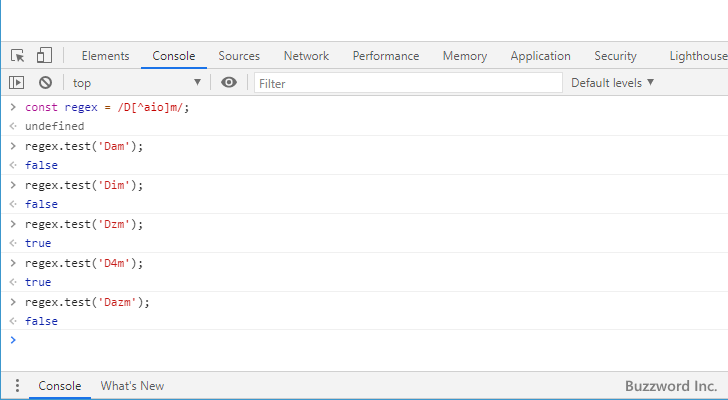 Elements Console Sources Network Performance Memory Application Security Lighthouse
top ▼ Filter Default levels ▼
> const regex = /D[^aio]m/;
< undefined
> regex.test('Dam');
< false
> regex.test('Dim');
< false
> regex.test('Dzm');
< true
> regex.test('D4m');
< true
> regex.test('Dazm');
< false
>
Console What's New
Buzzword Inc.